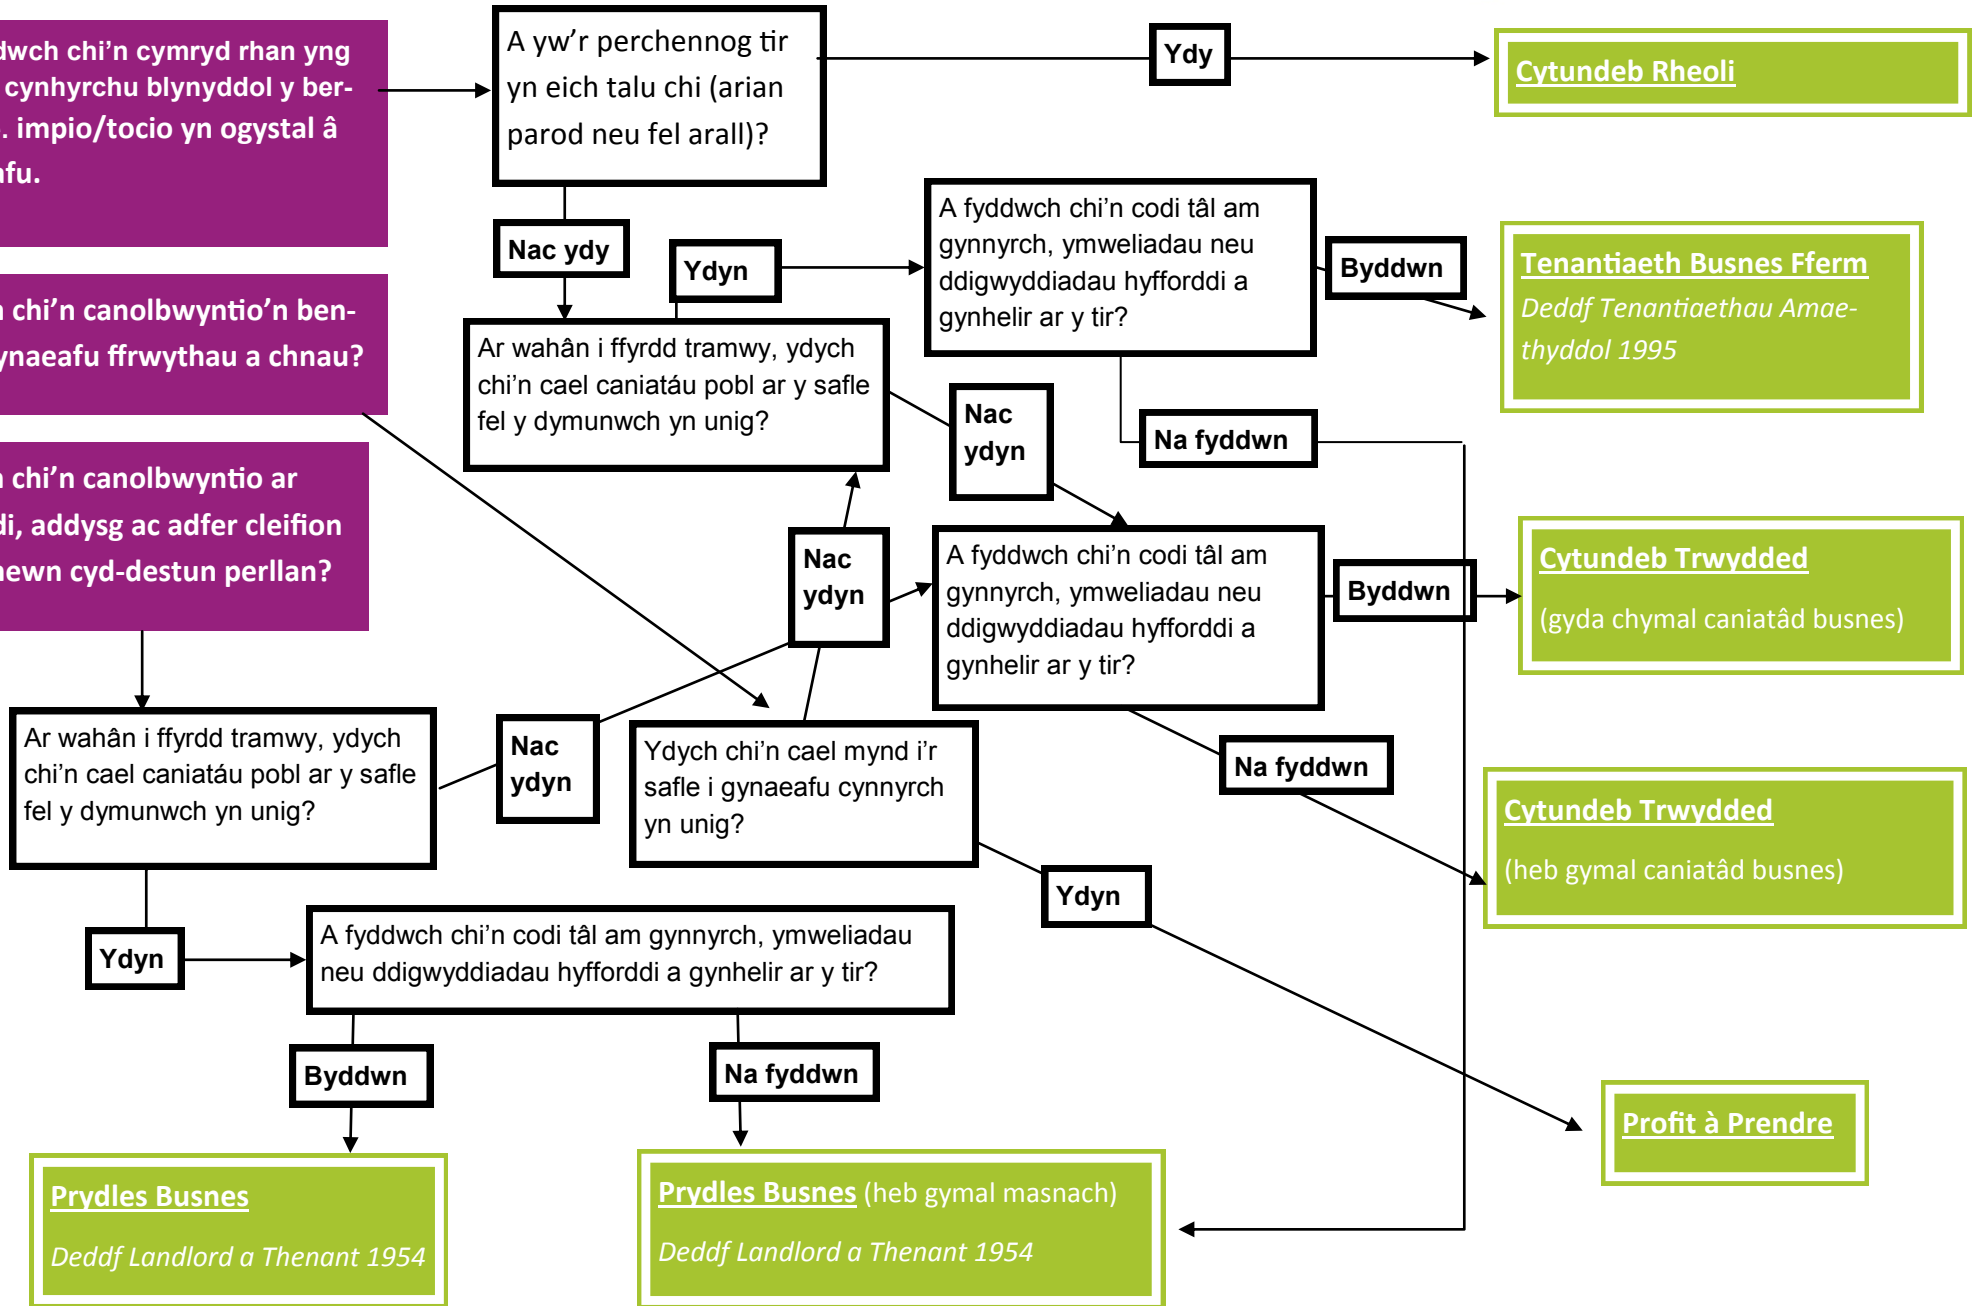 dwch chi'n cymryd rhan yng
cynhyrchu blynyddol y ber-
. impio/tocio yn ogystal â
afu.
A yw'r perchennog tir
yn eich talu chi (arian
parod neu fel arall)?
Ydy
Cytundeb Rheoli
Nac ydy
Ydyn
A fyddwch chi'n codi tâl am
gynnyrch, ymweliadau neu
ddigwyddiadau hyfforddi a
gynhelir ar y tir?
Byddwn
Tenantiaeth Busnes Fferm
Deddf Tenantiaethau Amae-
thyddol 1995
chi'n canolbwyntio'n ben-
ynaeafu ffrwythau a chnau?
Ar wahân i ffyrdd tramwy, ydych
chi'n cael caniatáu pobl ar y safle
fel y dymunwch yn unig?
Nac
ydyn
Na fyddwn
chi'n canolbwyntio ar
di, addysg ac adfer cleifion
newn cyd-destun perllan?
Nac
ydyn
A fyddwch chi'n codi tâl am
gynnyrch, ymweliadau neu
ddigwyddiadau hyfforddi a
gynhelir ar y tir?
Byddwn
Cytundeb Trwydded
(gyda chymal caniatâd busnes)
Ar wahân i ffyrdd tramwy, ydych
chi'n cael caniatáu pobl ar y safle
fel y dymunwch yn unig?
Nac
ydyn
Ydych chi'n cael mynd i'r
safle i gynaeafu cynnyrch
yn unig?
Na fyddwn
Cytundeb Trwydded
(heb gymal caniatâd busnes)
Ydyn
Ydyn
A fyddwch chi'n codi tâl am gynnyrch, ymweliadau
neu ddigwyddiadau hyfforddi a gynhelir ar y tir?
Byddwn
Na fyddwn
Profit à Prendre
Prydles Busnes
Deddf Landlord a Thenant 1954
Prydles Busnes (heb gymal masnach)
Deddf Landlord a Thenant 1954